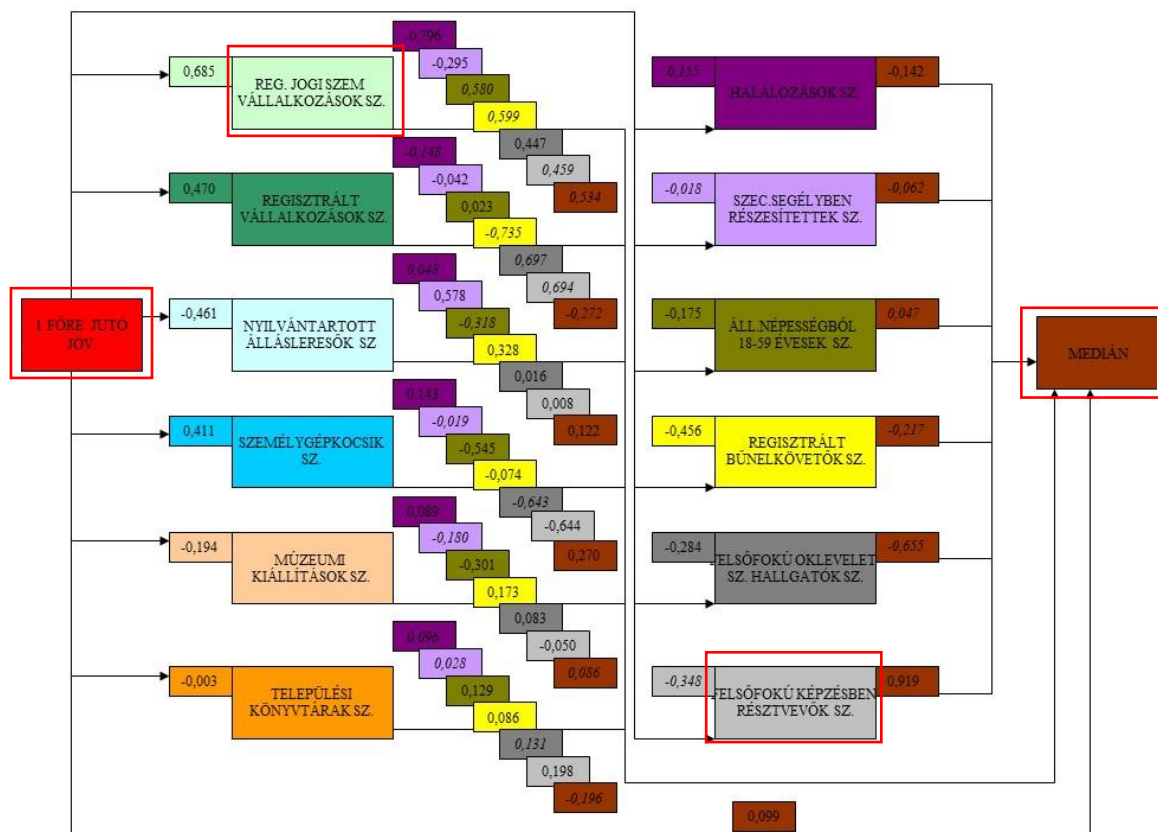 1 FŐRE JUTÓ
JÖV.
0,685
REG. JOGI SZEM
VÁLLALKOZÁSOK SZ.
-0,796
-0,295
0,580
0,599
0,447
0,459
0,534
0,470
REGISZTRÁLT
VÁLLALKOZÁSOK SZ.
-0,148
-0,042
0,023
-0,735
0,697
0,694
-0,272
-0,461
NYILVÁNTARTOTT
ÁLLÁSLERESŐK SZ
0,048
0,578
-0,318
0,328
0,016
0,008
0,122
0,411
SZEMÉLYGÉPKOCSIK
SZ.
0,143
-0,019
-0,545
-0,074
-0,643
-0,644
0,270
-0,194
MÚZEUMI
KIÁLLÍTÁSOK SZ.
0,089
-0,180
-0,301
0,173
0,083
-0,050
0,086
-0,003
TELEPÜLÉSI
KÖNYVTÁRAK SZ.
0,096
0,028
0,129
0,086
0,131
0,198
-0,196
0,155
HALÁLOZÁSOK SZ.
-0,142
-0,018
SZEC.SEGÉLYBEN
RÉSZESÍTETTEK SZ.
-0,062
-0,175
ÁLL.NÉPESSÉGBŐL
18-59 ÉVESEK SZ.
0,047
-0,456
REGISZTRÁLT
BŰNELKÖVETŐK SZ.
-0,217
-0,284
FELSŐFOKÚ OKLEVELET
SZ. HALLGATÓK SZ.
-0,655
-0,348
FELSŐFOKÚ KÉPZÉSBEN
RÉSZTVEVŐK SZ.
0,919
MEDIÁN
0,099